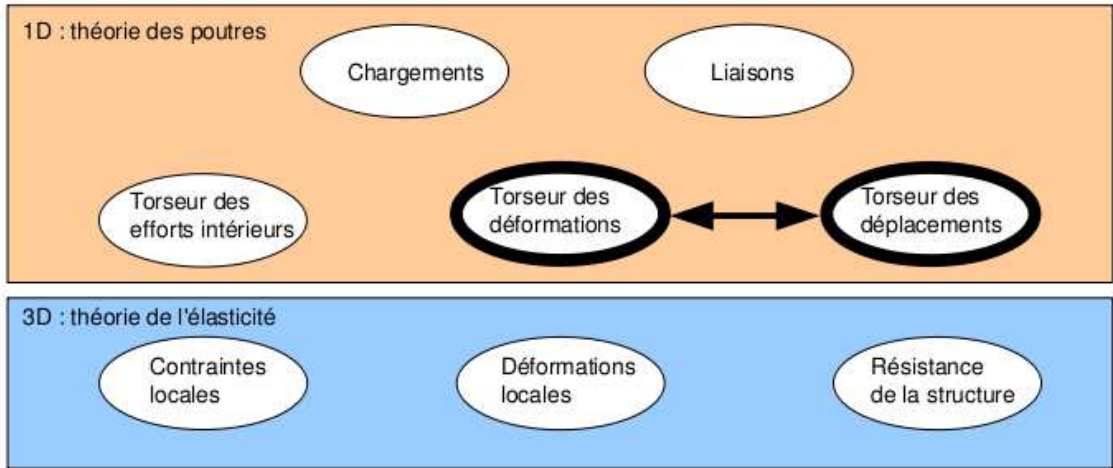 1D : théorie des poutres
Chargements
Liaisons
Torseur des
efforts intérieurs
Torseur des
déformations
Torseur des
déplacements
3D : théorie de l'élasticité
Contraintes
locales
Déformations
locales
Résistance
de la structure